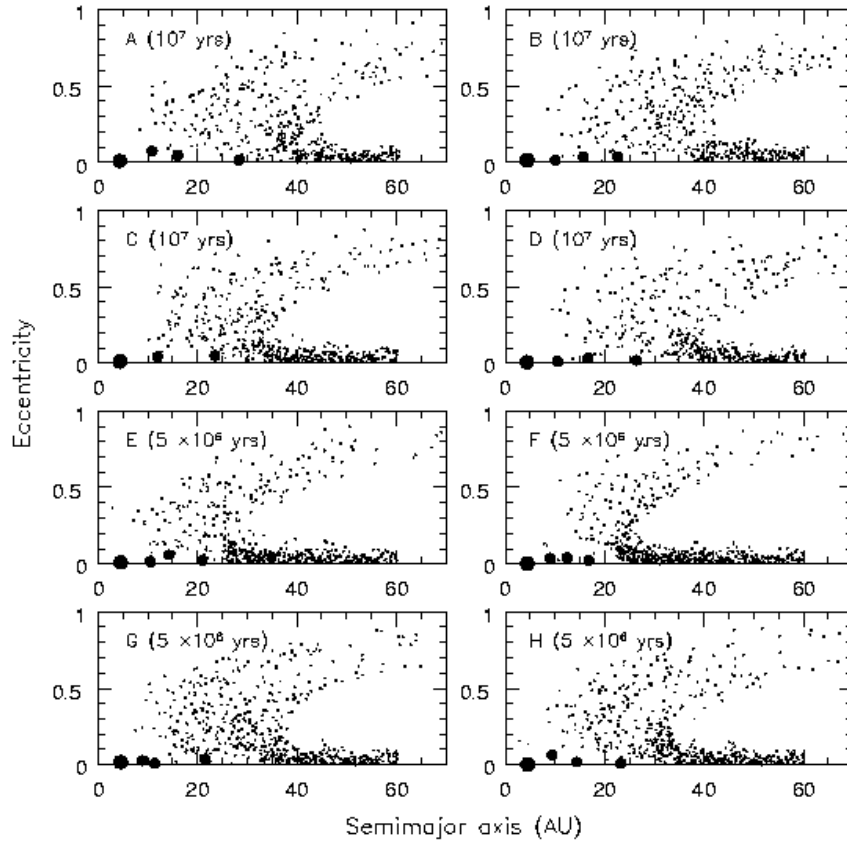 A (10⁷ yrs)
B (10⁷ yrs)
1
0.5
0
0 20 40 60
1
0.5
0
0 20 40 60
C (10⁷ yrs)
D (10⁷ yrs)
1
0.5
0
0 20 40 60
1
0.5
0
0 20 40 60
E (5 ×10⁶ yrs)
F (5 ×10⁶ yrs)
1
0.5
0
0 20 40 60
1
0.5
0
0 20 40 60
G (5 ×10⁶ yrs)
H (5 ×10⁶ yrs)
1
0.5
0
0 20 40 60
1
0.5
0
0 20 40 60
Eccentricity
Semimajor axis (AU)